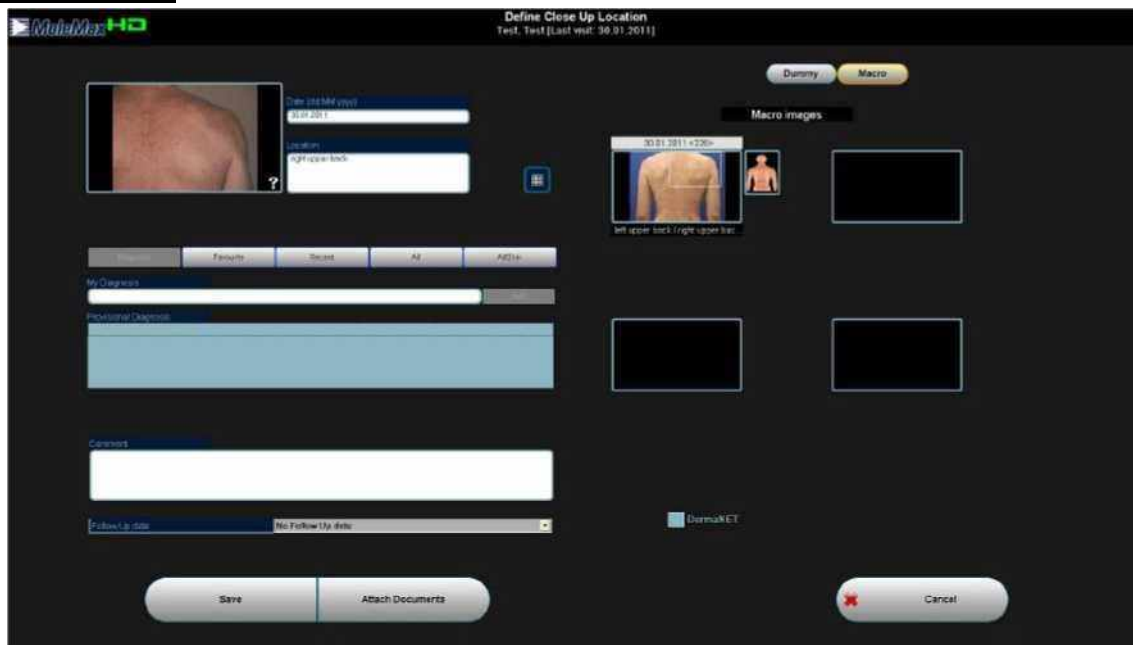 MoleMax HD
Define Close Up Location
Test, Test [Last visit: 30.01.2011]
Dummy
Macro
Date (dd.MM.yyyy)
30.01.2011
Location
right upper back
?
Macro images
30.01.2011
left upper back / right upper bac...
Favourite
Recent
All
My Diagnosis
Provisional Diagnosis
Comment
Follow Up date
No Follow Up date
DermaNET
Save
Attach Documents
Cancel